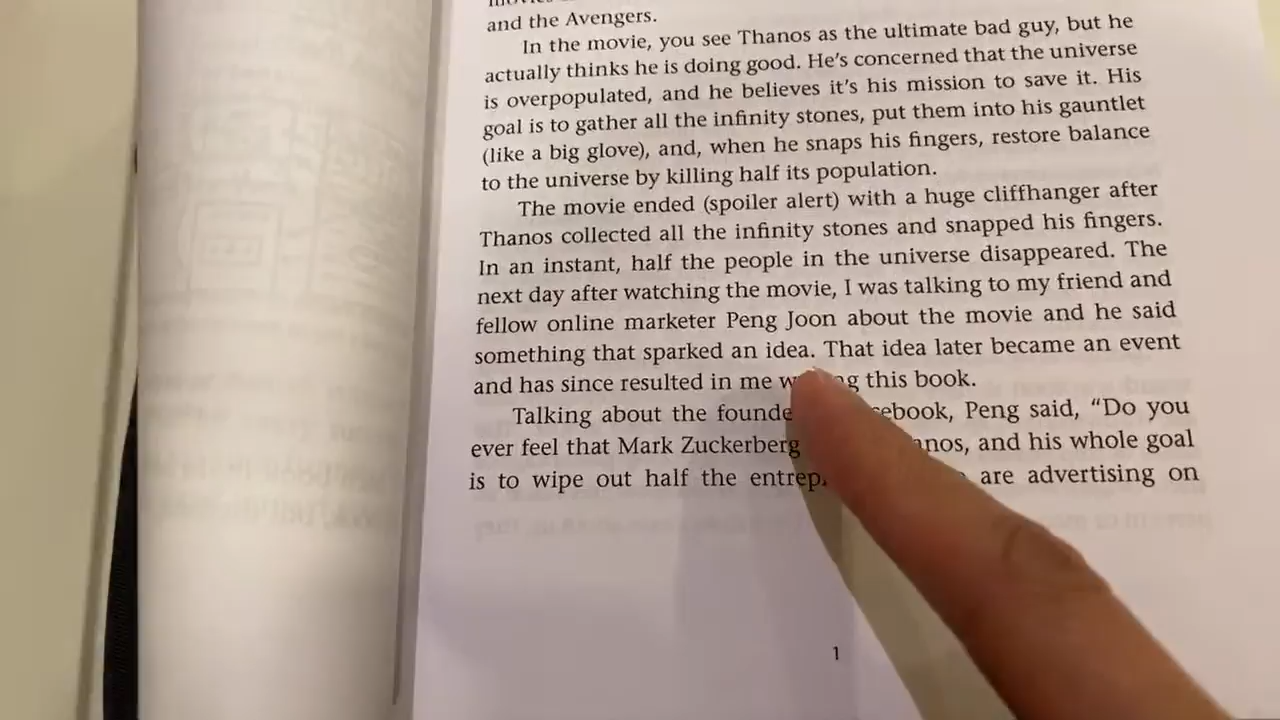 and the Avengers.
In the movie, you see Thanos as the ultimate bad guy, but he
actually thinks he is doing good. He's concerned that the universe
is overpopulated, and he believes it's his mission to save it. His
goal is to gather all the infinity stones, put them into his gauntlet
(like a big glove), and, when he snaps his fingers, restore balance
to the universe by killing half its population.
The movie ended (spoiler alert) with a huge cliffhanger after
Thanos collected all the infinity stones and snapped his fingers.
In an instant, half the people in the universe disappeared. The
next day after watching the movie, I was talking to my friend and
fellow online marketer Peng Joon about the movie and he said
something that sparked an idea. That idea later became an event
and has since resulted in me this book.
Talking about the Peng said, “Do you
ever feel that Mark Zuckerberg and his whole goal
is to wipe out half the are advertising on
1